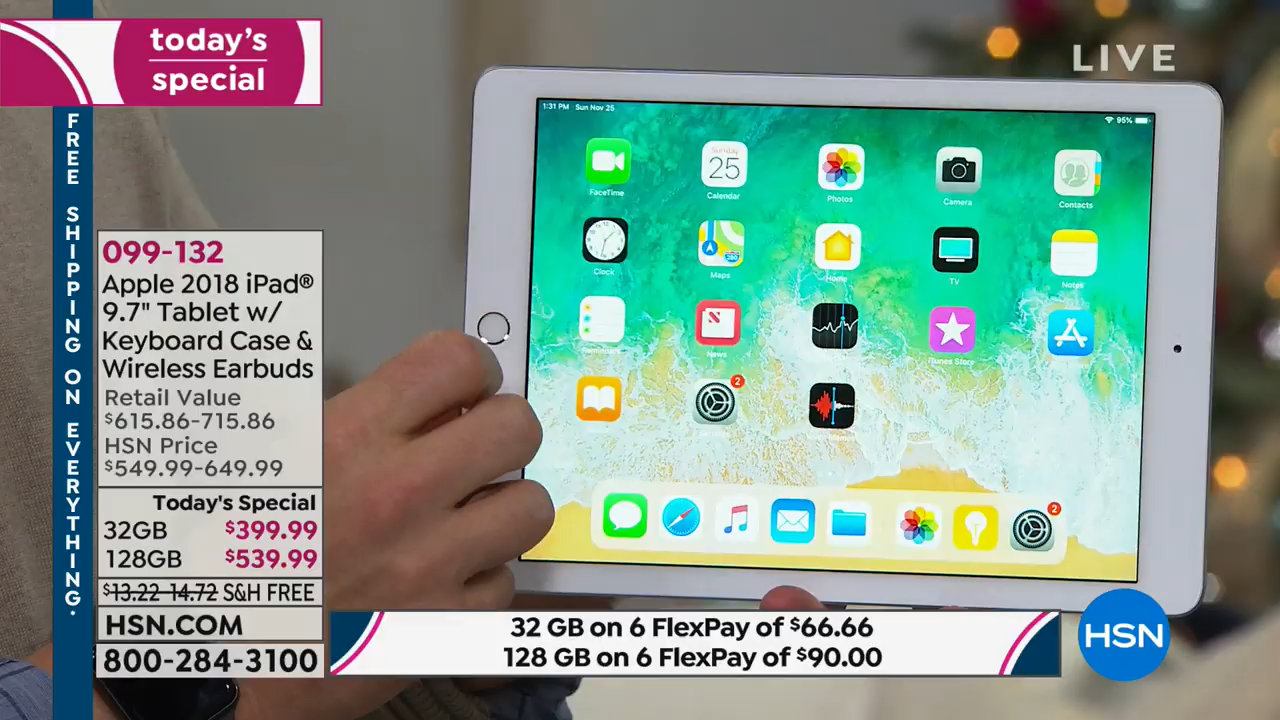 today's
special
LIVE
FREE SHIPPING ON EVERYTHING.
099-132
Apple 2018 iPad®
9.7" Tablet w/
Keyboard Case &
Wireless Earbuds
Retail Value
$615.86-715.86
HSN Price
$549.99-649.99
Today's Special
32GB $399.99
128GB $539.99
$13.22-14.72 S&H FREE
HSN.COM
800-284-3100
32 GB on 6 FlexPay of $66.66
128 GB on 6 FlexPay of $90.00
HSN
1:31 PM Sun Nov 25
95%
Sunday
25
FaceTime
Calendar
Photos
Camera
Contacts
Clock
Maps
Home
TV
Notes
Reminders
News
iTunes Store
2
2